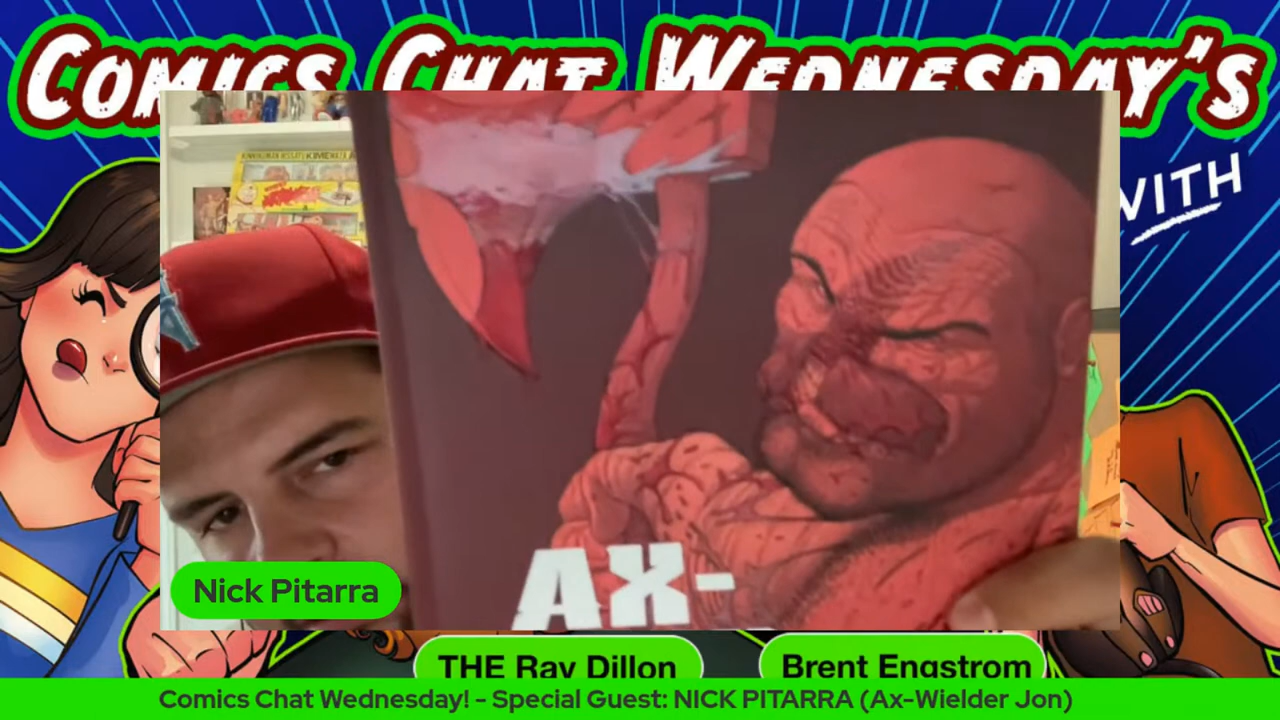 COMICS CHAT WEDNESDAY'S
WITH
AX-
Nick Pitarra
THE Ray Dillon
Brent Engstrom
Comics Chat Wednesday! - Special Guest: NICK PITARRA (Ax-Wielder Jon)